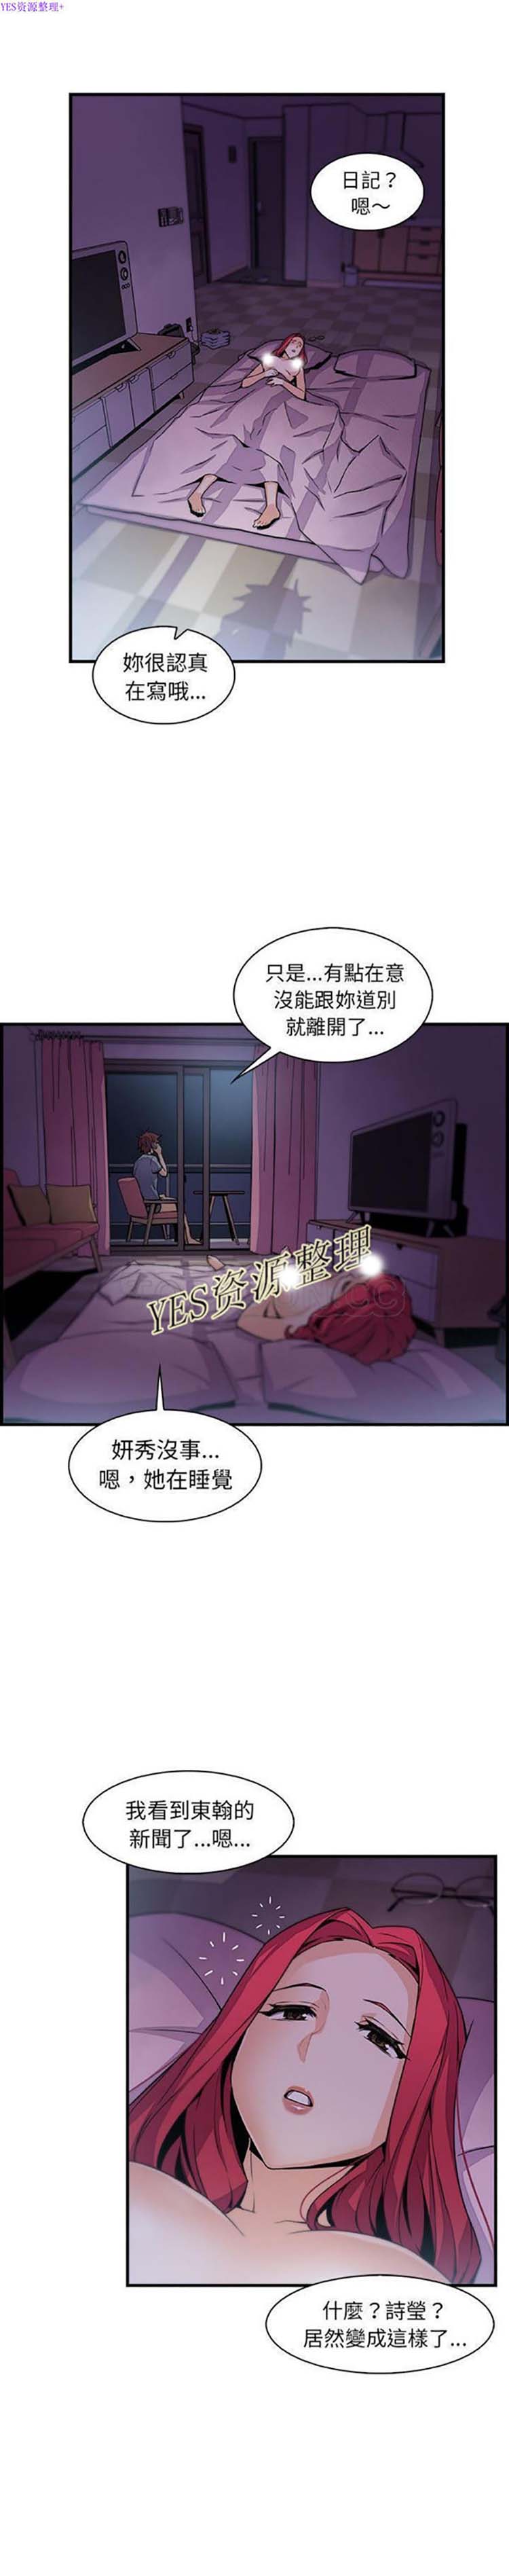 YES资源整理+
日記？
嗯～
妳很認真
在寫哦...
只是...有點在意
沒能跟妳道別
就離開了...
YES资源整理
妍秀沒事...
嗯，她在睡覺
我看到東翰的
新聞了...嗯...
什麼？詩瑩？
居然變成這樣了...